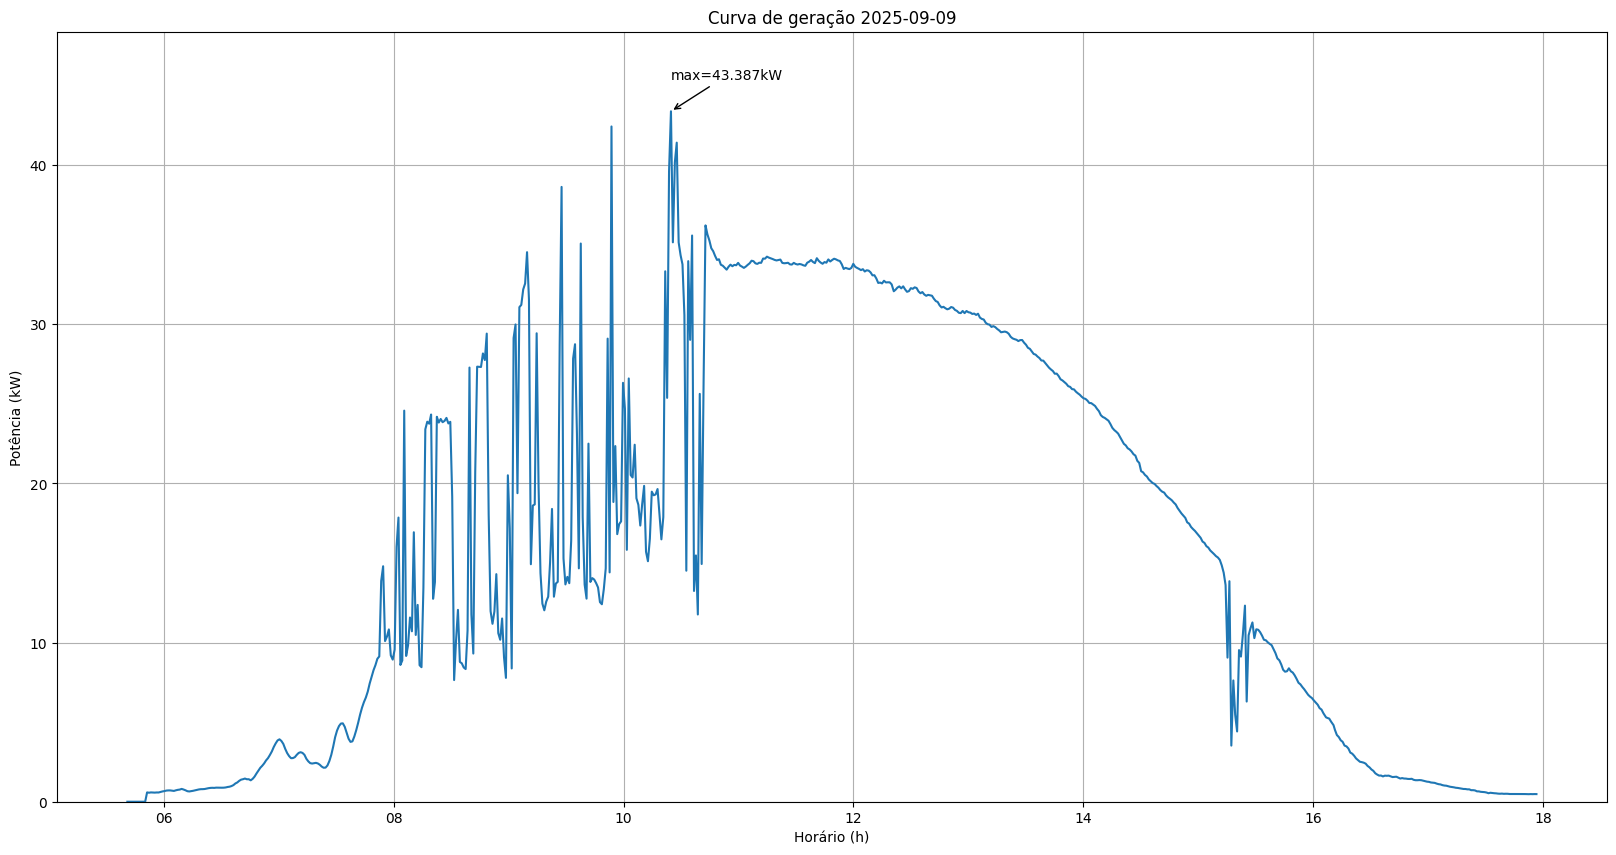 Curva de geração 2025-09-09
max=43.387kW
Potência (kW)
40
30
20
10
0
06 08 10 12 14 16 18
Horário (h)